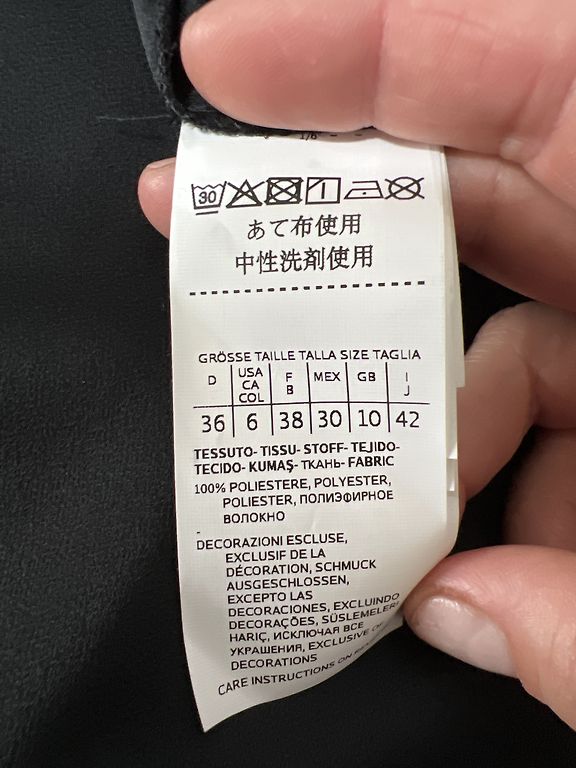 30
あて布使用
中性洗剤使用
GRÖSSE TAILLE TALLA SIZE TAGLIA
D USA CA COL F B MEX GB I J
36 6 38 30 10 42
TESSUTO- TISSU- STOFF- TEJIDO-
TECIDO- KUMAŞ- ТКАНЬ- FABRIC
100% POLIESTERE, POLYESTER,
POLIESTER, ПОЛИЭФИРНОЕ
ВОЛОКНО
-
DECORAZIONI ESCLUSE,
EXCLUSIF DE LA
DÉCORATION, SCHMUCK
AUSGESCHLOSSEN,
EXCEPTO LAS
DECORACIONES, EXCLUINDO
DECORAÇÕES, SÜSLEMELERİ
HARİÇ, ИСКЛЮЧАЯ ВСЕ
УКРАШЕНИЯ, EXCLUSIVE OF
DECORATIONS
CARE INSTRUCTIONS ON